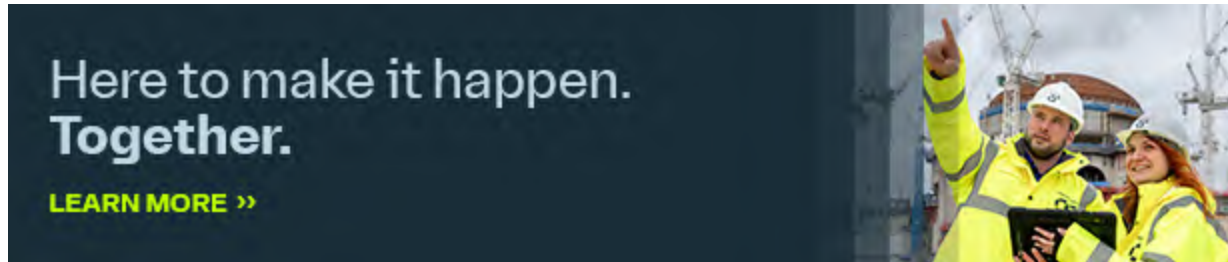 Here to make it happen.
Together.
LEARN MORE ››